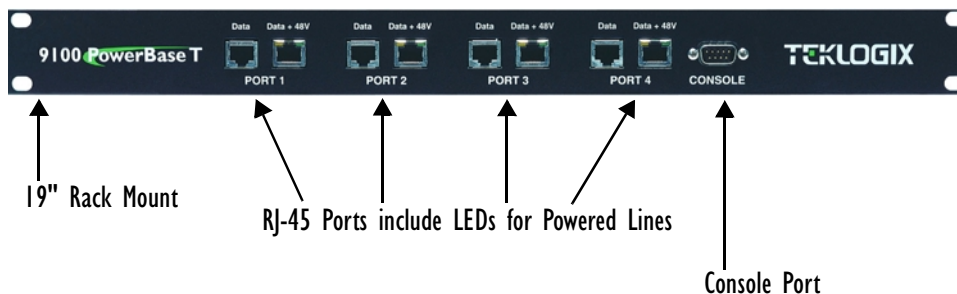 Data Data + 48V Data Data + 48V Data Data + 48V Data Data + 48V
9100 PowerBase T TEKLOGIX
PORT 1 PORT 2 PORT 3 PORT 4 CONSOLE
19" Rack Mount
RJ-45 Ports include LEDs for Powered Lines
Console Port